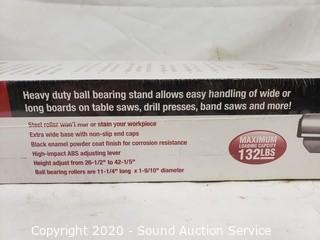 Heavy duty ball bearing stand allows easy handling of wide or
long boards on table saws, drill presses, band saws and more!
Steel roller won't mar or stain your workpiece
Extra wide base with non-slip end caps
Black enamel powder coat finish for corrosion resistance
High-impact ABS adjusting lever
Height adjust from 26-1/2" to 42-1/5"
Ball bearing rollers are 11-1/4" long x 1-9/10" diameter
MAXIMUM
LOADING CAPCITY
132LBS
Copyright 2020 - Sound Auction Service